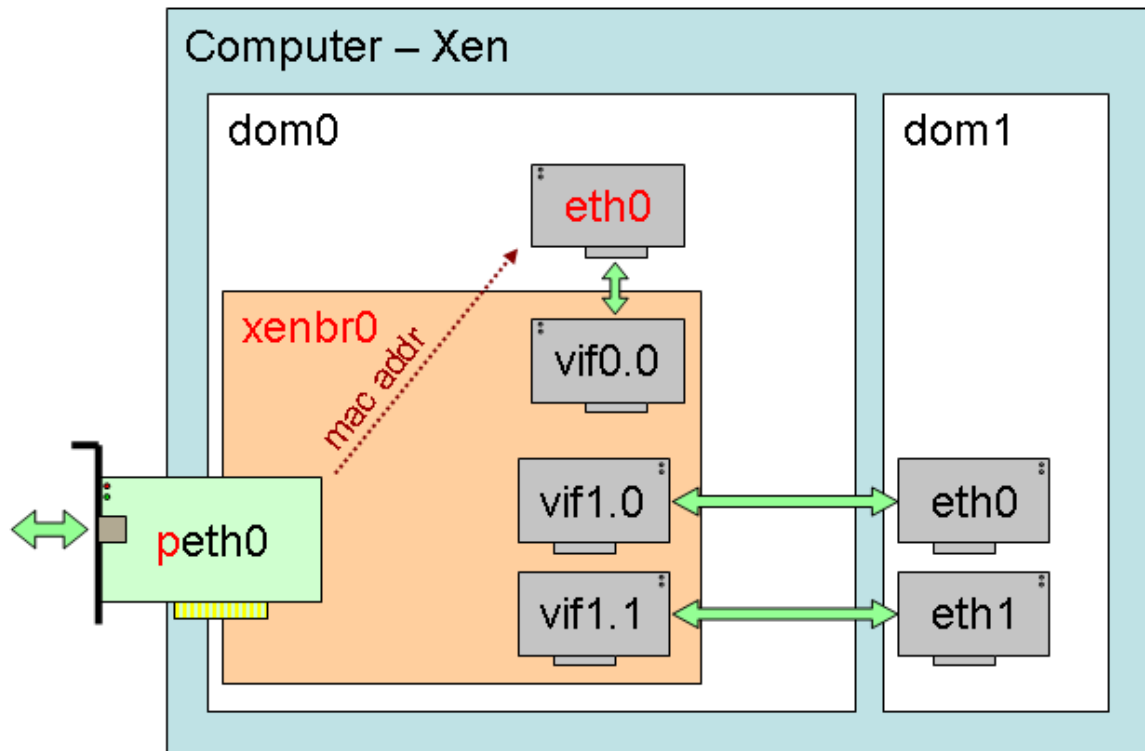 Computer – Xen
dom0
dom1
eth0
xenbr0
mac addr
vif0.0
peth0
vif1.0
eth0
vif1.1
eth1